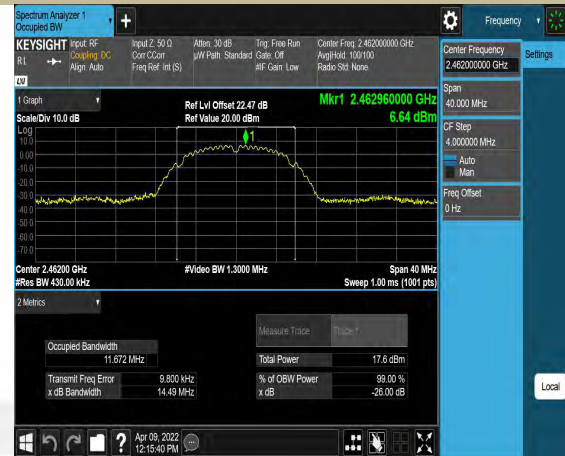 Spectrum Analyzer 1
Occupied BW
Frequency
KEYSIGHT
RL
LXI
Input: RF
Coupling: DC
Align: Auto
Input Z: 50 Ω
Corr CCorr
Freq Ref: Int (S)
Atten: 30 dB
µW Path: Standard
Trig: Free Run
Gate: Off
#IF Gain: Low
Center Freq: 2.462000000 GHz
Avg|Hold: 100/100
Radio Std: None
Center Frequency
2.462000000 GHz
Settings
Span
40.000 MHz
CF Step
4.000000 MHz
Auto
Man
Freq Offset
0 Hz
Local
1 Graph
Scale/Div 10.0 dB
Ref Lvl Offset 22.47 dB
Ref Value 20.00 dBm
Mkr1 2.462960000 GHz
6.64 dBm
Log
10.0
0.00
-10.0
-20.0
-30.0
-40.0
-50.0
-60.0
-70.0
1
Center 2.46200 GHz
#Res BW 430.00 kHz
#Video BW 1.3000 MHz
Span 40 MHz
Sweep 1.00 ms (1001 pts)
2 Metrics
Measure Trace
Trace 1
Occupied Bandwidth
11.672 MHz
Total Power
17.6 dBm
Transmit Freq Error
9.800 kHz
% of OBW Power
99.00 %
x dB Bandwidth
14.49 MHz
x dB
-26.00 dB
?
Apr 09, 2022
12:15:40 PM